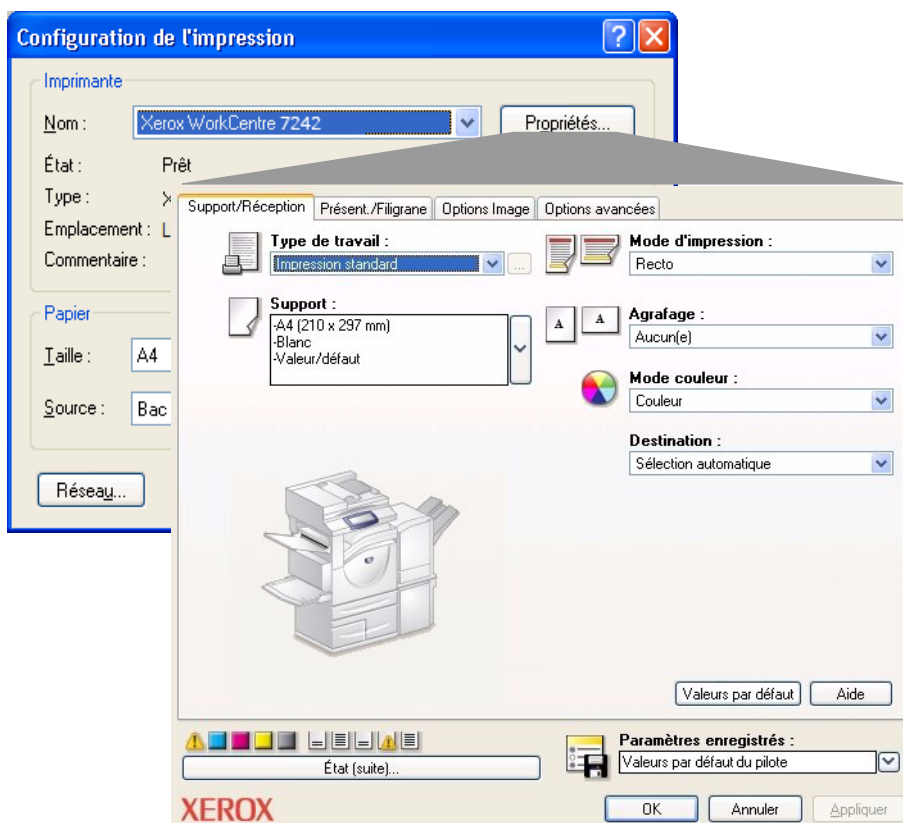 Configuration de l'impression
Imprimante
Nom :
Xerox WorkCentre 7242
Propriétés...
État :
Prêt
Type :
Emplacement :
Commentaire :
Papier
Taille :
A4
Source :
Bac
Réseau...
Support/Réception
Présent./Filigrane
Options Image
Options avancées
Type de travail :
Impression standard
...
Mode d'impression :
Recto
Support :
-A4 (210 x 297 mm)
-Blanc
-Valeur/défaut
A
A
Agrafage :
Aucun(e)
Mode couleur :
Couleur
Destination :
Sélection automatique
Valeurs par défaut
Aide
État (suite)...
Paramètres enregistrés :
Valeurs par défaut du pilote
XEROX
OK
Annuler
Appliquer